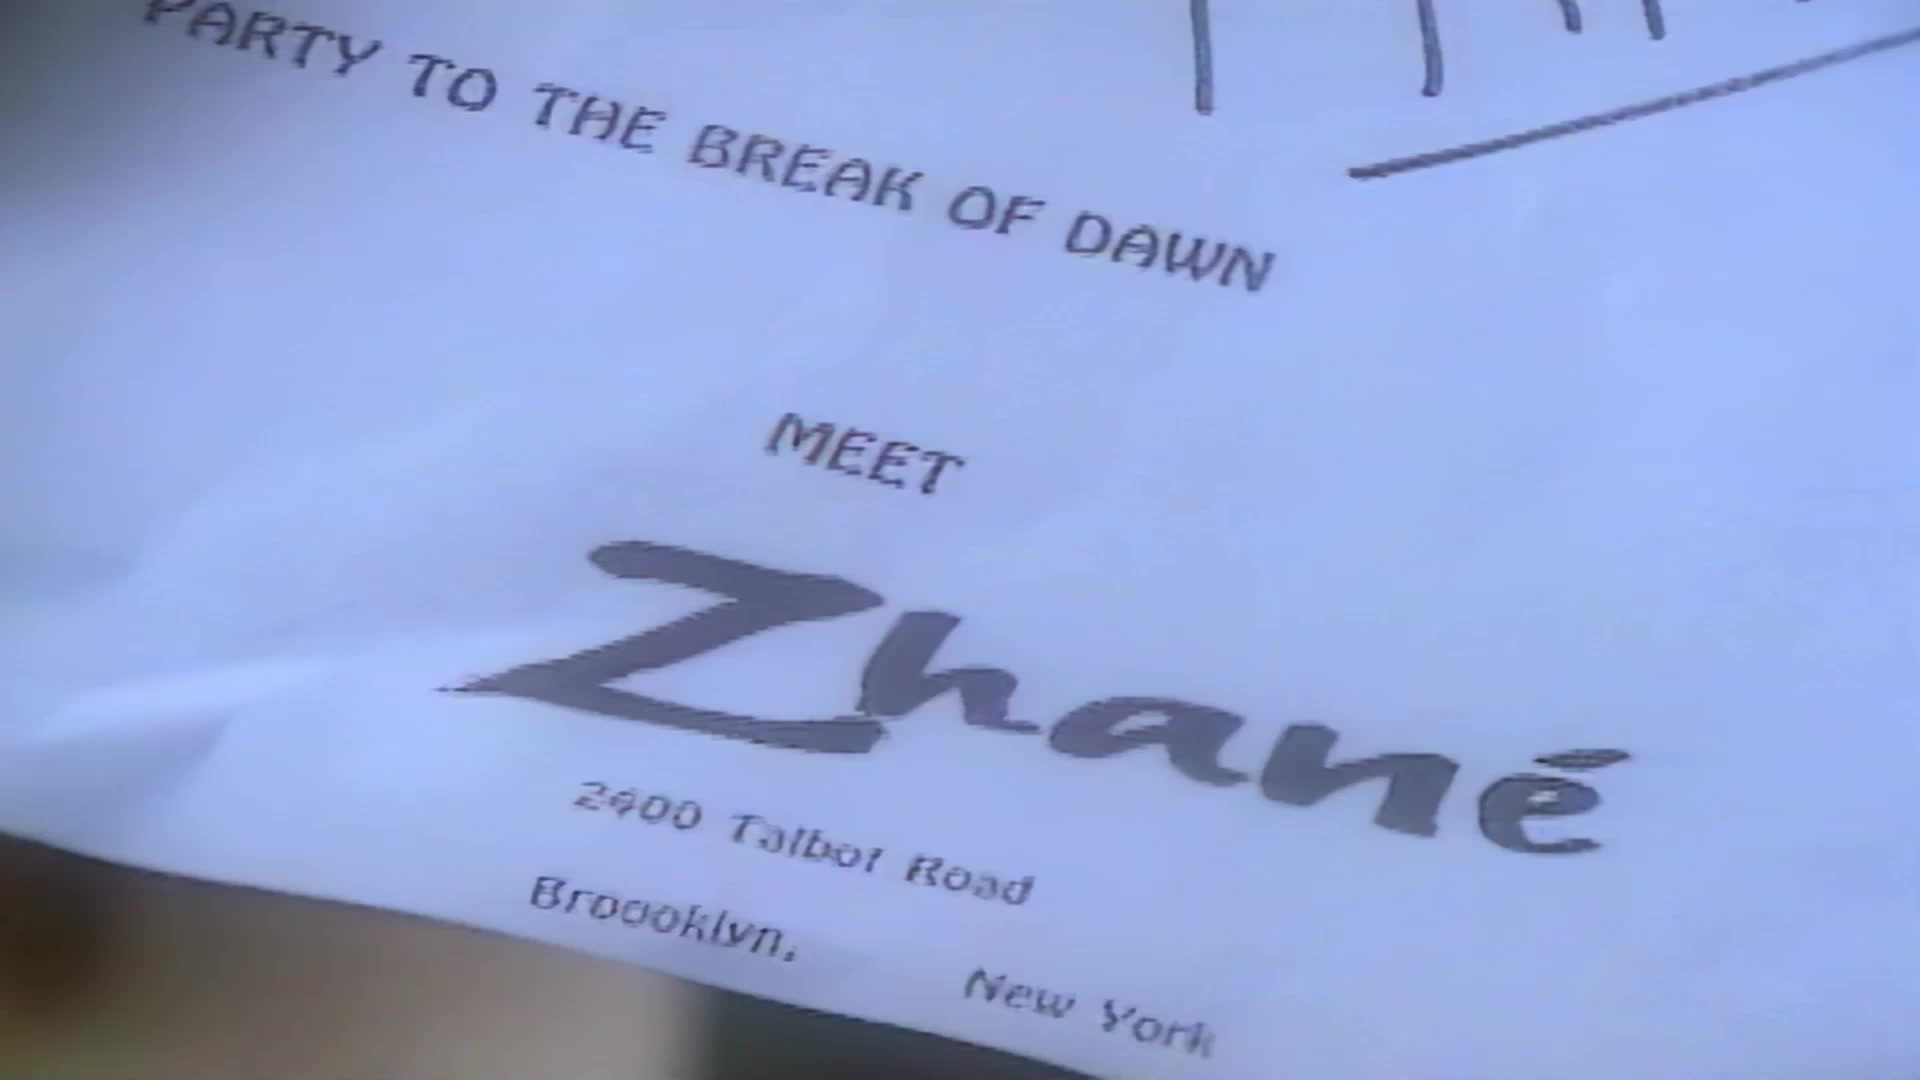 PARTY TO THE BREAK OF DAWN
MEET
Zhané
2400 Talbot Road
Broooklyn,
New York